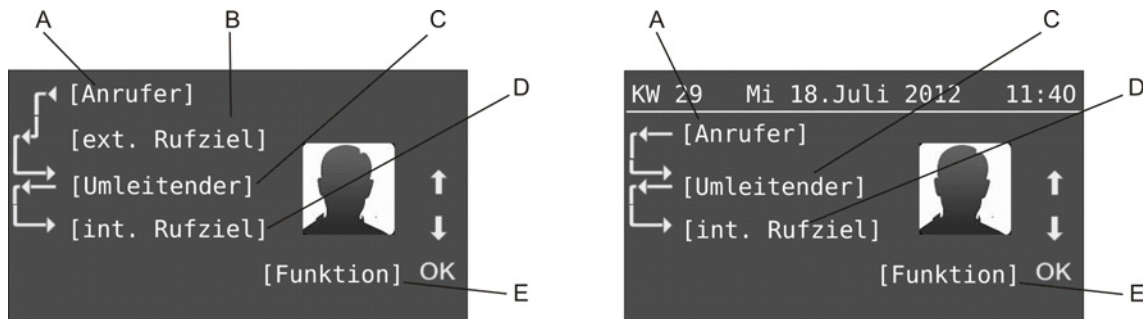 A B C
[Anrufer]
D
[ext. Rufziel]
[Umleitender]
[int. Rufziel]
[Funktion] OK
E
A C
KW 29 Mi 18.Juli 2012 11:40
D
[Anrufer]
[Umleitender]
[int. Rufziel]
[Funktion] OK
E